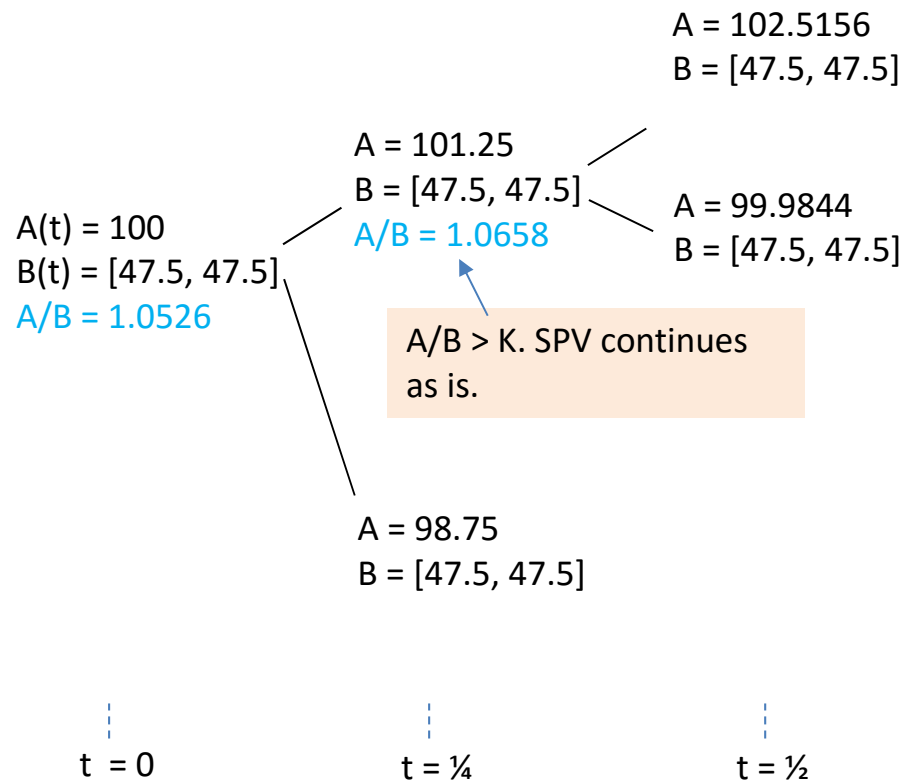 A(t) = 100
B(t) = [47.5, 47.5]
A/B = 1.0526
A = 101.25
B = [47.5, 47.5]
A/B = 1.0658
A/B > K. SPV continues
as is.
A = 98.75
B = [47.5, 47.5]
A = 102.5156
B = [47.5, 47.5]
A = 99.9844
B = [47.5, 47.5]
t = 0
t = ¼
t = ½